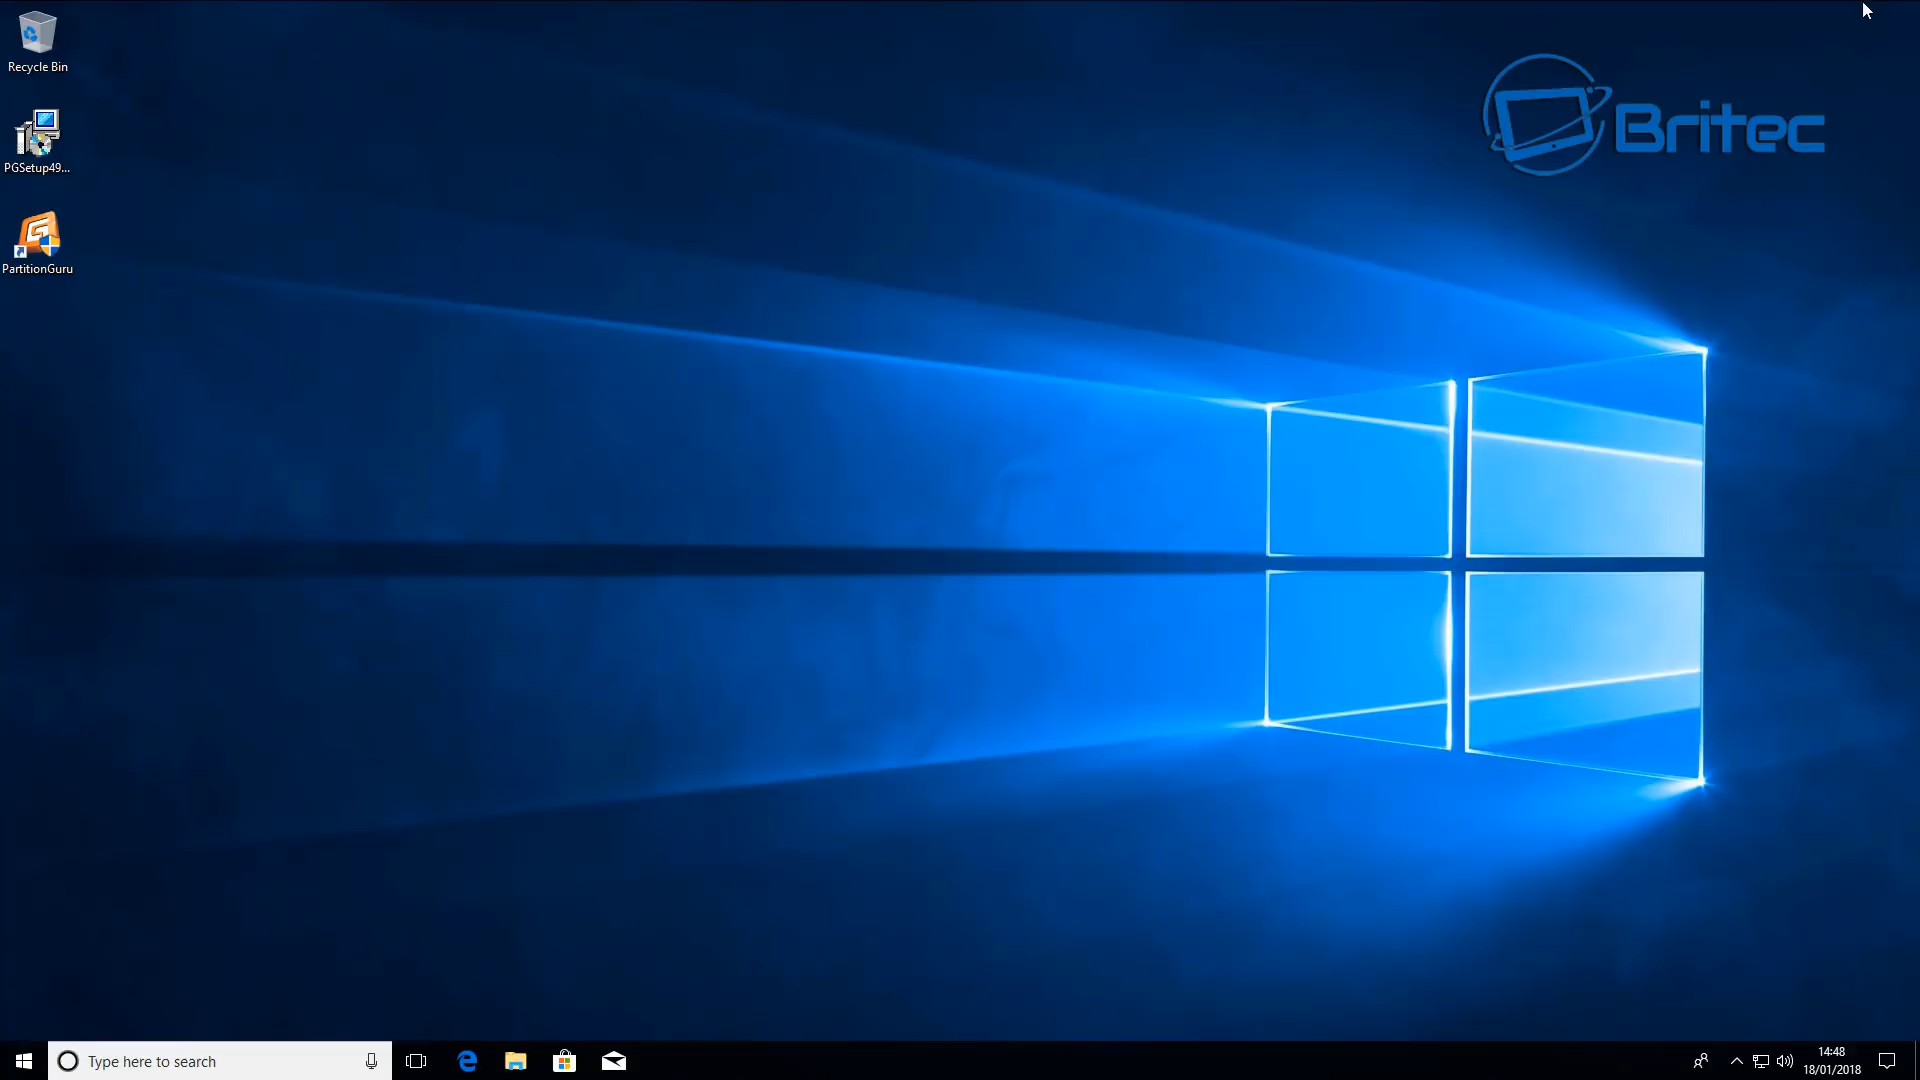 Recycle Bin
Britec
PGSetup49...
PartitionGuru
Type here to search
14:48
18/01/2018